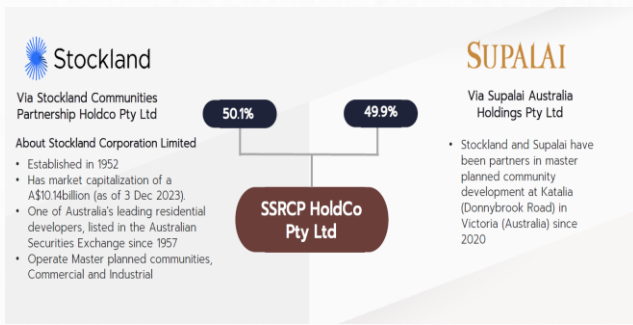 Stockland
Via Stockland Communities
Partnership Holdco Pty Ltd
About Stockland Corporation Limited
• Established in 1952
• Has market capitalization of a
A$10.14billion (as of 3 Dec 2023).
• One of Australia's leading residential
developers, listed in the Australian
Securities Exchange since 1957
• Operate Master planned communities,
Commercial and Industrial
50.1%
49.9%
SSRCP HoldCo
Pty Ltd
SUPALAI
Via Supalai Australia
Holdings Pty Ltd
• Stockland and Supalai have
been partners in master
planned community
development at Katalia
(Donnybrook Road) in
Victoria (Australia) since
2020